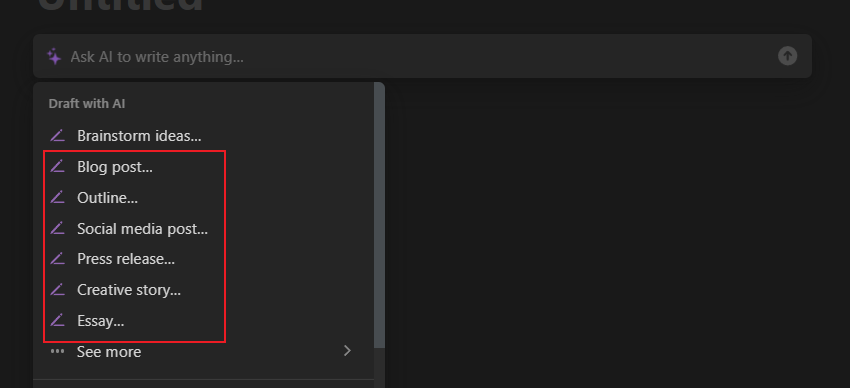 Untitled
Ask AI to write anything...
Draft with AI
Brainstorm ideas...
Blog post...
Outline...
Social media post...
Press release...
Creative story...
Essay...
See more